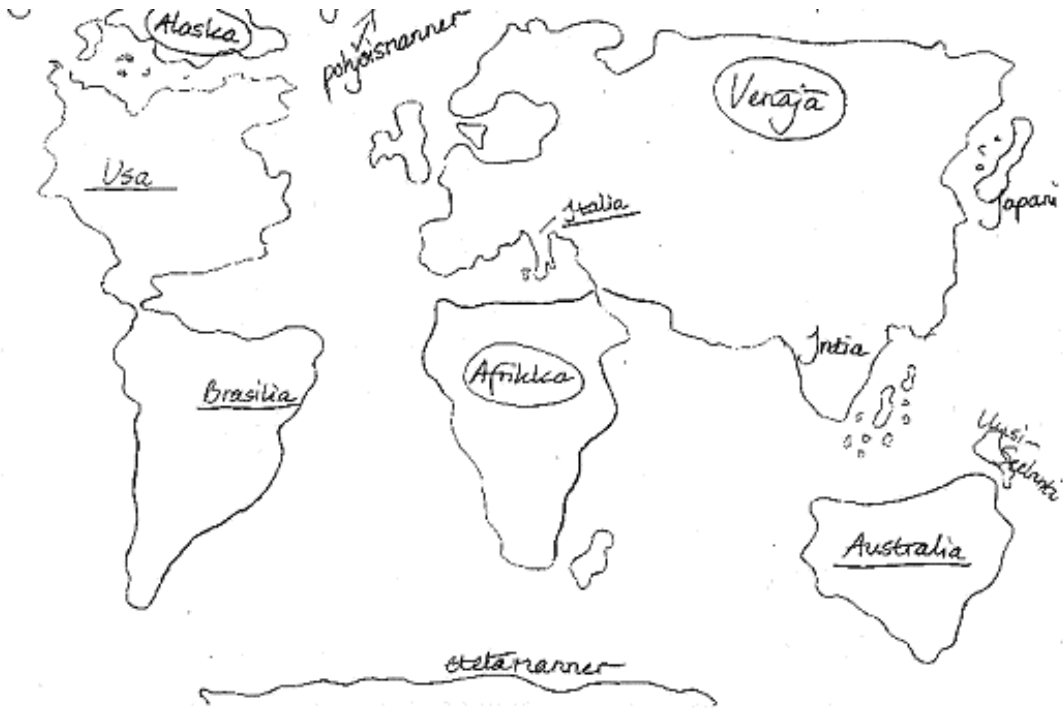 Alaska
pohjoismanner
Venäjä
Usa
Japani
Italia
Intia
Afrikka
Brasilia
Uusi-
Seelanti
Australia
etelämanner